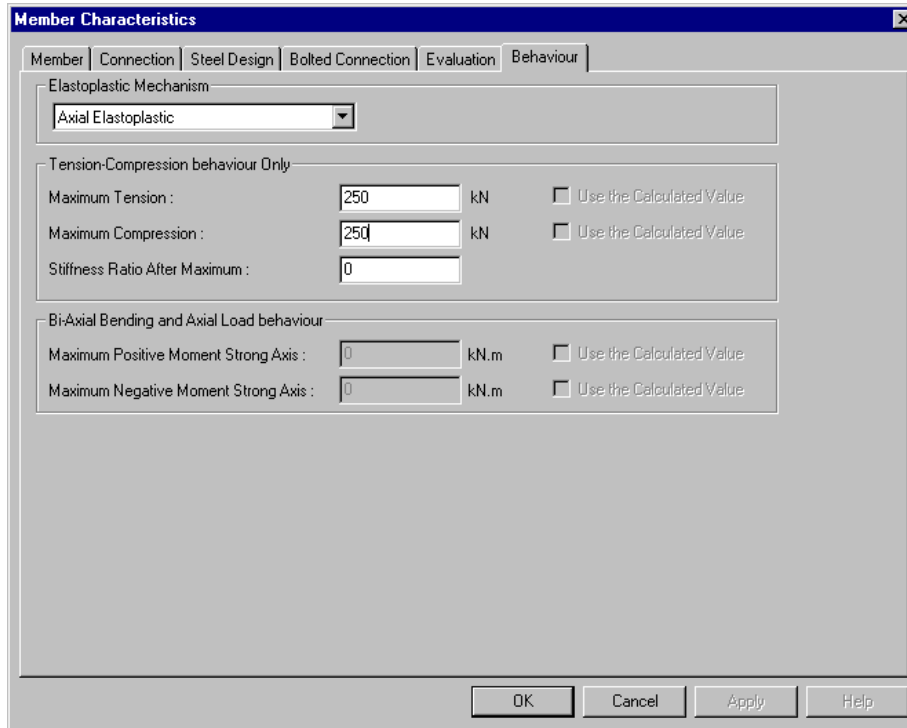 Member Characteristics
Member Connection Steel Design Bolted Connection Evaluation Behaviour
Elastoplastic Mechanism
Axial Elastoplastic
Tension-Compression behaviour Only
Maximum Tension : 250 kN Use the Calculated Value
Maximum Compression : 250 kN Use the Calculated Value
Stiffness Ratio After Maximum : 0
Bi-Axial Bending and Axial Load behaviour
Maximum Positive Moment Strong Axis : 0 kN.m Use the Calculated Value
Maximum Negative Moment Strong Axis : 0 kN.m Use the Calculated Value
OK Cancel Apply Help